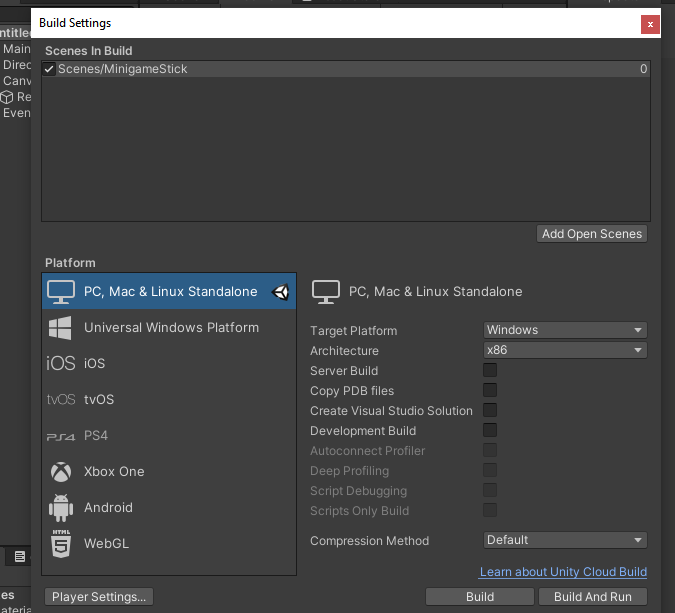 Build Settings
x
Scenes In Build
Scenes/MinigameStick 0
Main
Direc
Canv
Re
Even
Add Open Scenes
Platform
PC, Mac & Linux Standalone
Universal Windows Platform
iOS iOS
tvOS tvOS
PS4 PS4
Xbox One
Android
HTML 5 WebGL
PC, Mac & Linux Standalone
Target Platform Windows
Architecture x86
Server Build
Copy PDB files
Create Visual Studio Solution
Development Build
Autoconnect Profiler
Deep Profiling
Script Debugging
Scripts Only Build
Compression Method Default
Learn about Unity Cloud Build
Player Settings...
Build
Build And Run